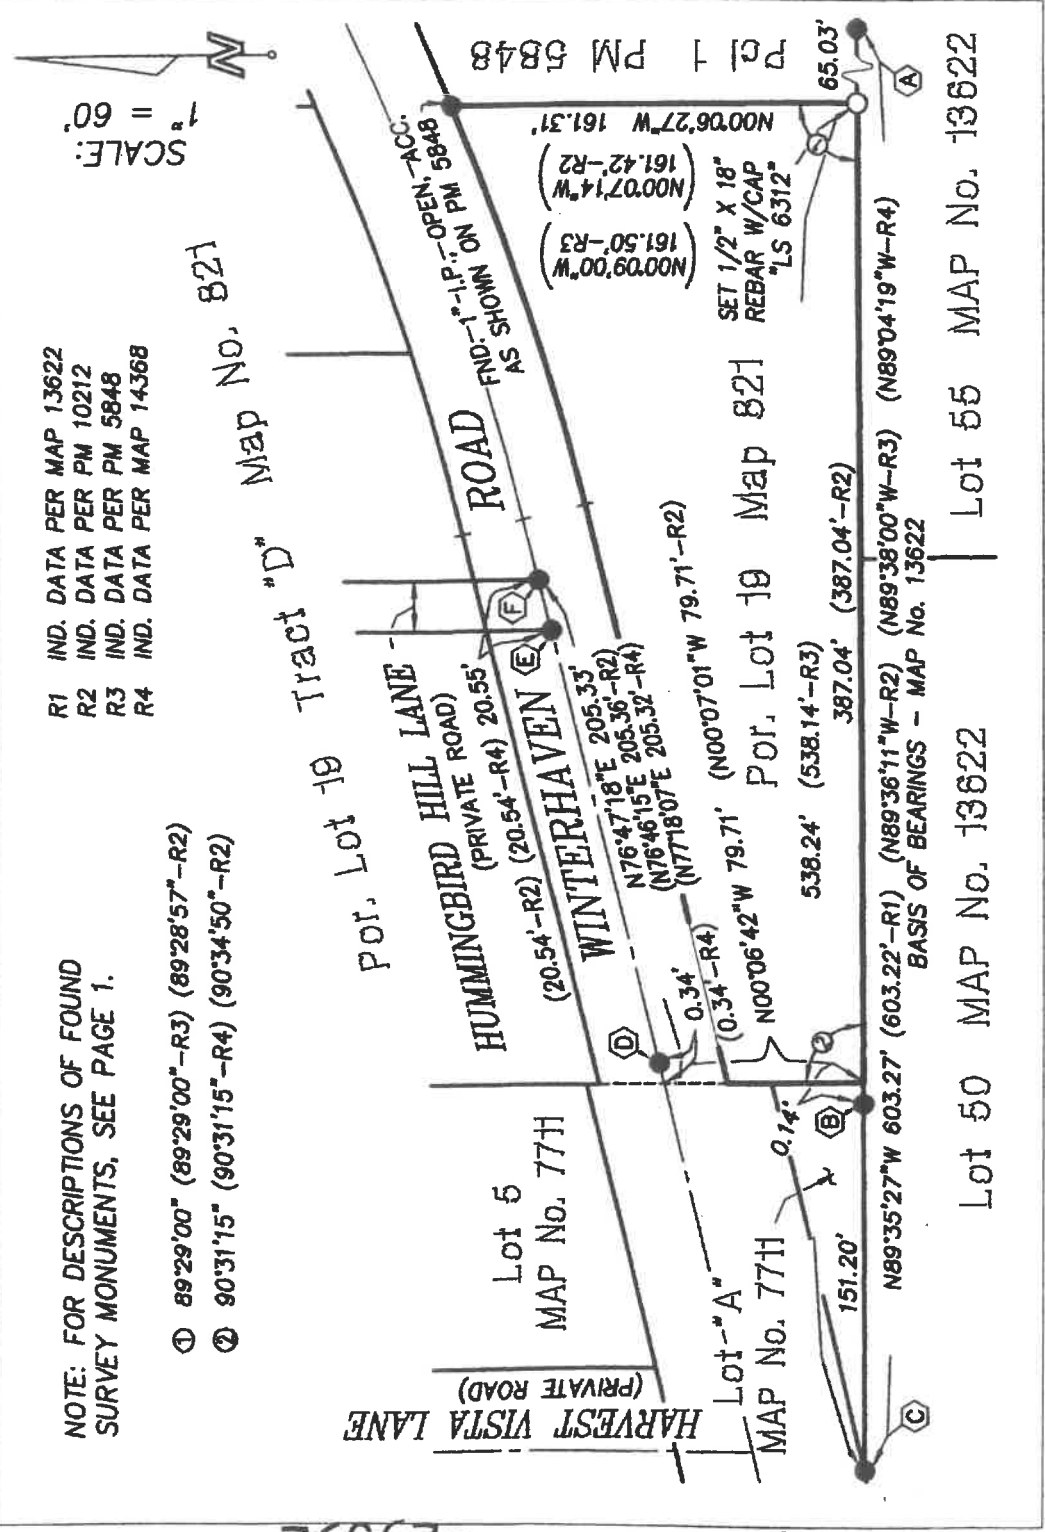 NOTE: FOR DESCRIPTIONS OF FOUND
SURVEY MONUMENTS, SEE PAGE 1.
① 89°29'00" (89°29'00"-R3) (89°28'57"-R2)
② 90°31'15" (90°31'15"-R4) (90°34'50"-R2)
R1 IND. DATA PER MAP 13622
R2 IND. DATA PER PM 10212
R3 IND. DATA PER PM 5848
R4 IND. DATA PER MAP 14368
N
SCALE:
1" = 60'
Por. Lot 19 Tract "D" Map No. 821
HUMMINGBIRD HILL LANE
(PRIVATE ROAD)
20.55'
(20.54'-R2) (20.54'-R4)
WINTERHAVEN ROAD
E
F
FND.-1"-I.P.-OPEN,-ACC.
AS SHOWN ON PM 5848
N76°47'18"E 205.33'
(N76°46'15"E 205.36'-R2)
(N77°18'07"E 205.32'-R4)
D
0.34'
(0.34'-R4)
Lot 5
MAP No. 7711
HARVEST VISTA LANE
(PRIVATE ROAD)
Lot-"A"
MAP No. 7711
N00°06'42"W 79.71' (N00°07'01"W 79.71'-R2)
Por. Lot 19 Map 821
N00°06'27"W 161.31'
(N00°07'14"W
161.42'-R2)
(N00°09'00"W
161.50'-R3)
Pcl 1 PM 5848
SET 1/2" X 18"
REBAR W/CAP
"LS 6312"
①
②
0.14'
B
151.20'
538.24' (538.14'-R3)
387.04' (387.04'-R2)
65.03'
A
C
N89°35'27"W 603.27' (603.22'-R1) (N89°36'11"W-R2) (N89°38'00"W-R3) (N89°04'19"W-R4)
BASIS OF BEARINGS - MAP No. 13622
Lot 50 MAP No. 13622
Lot 55 MAP No. 13622